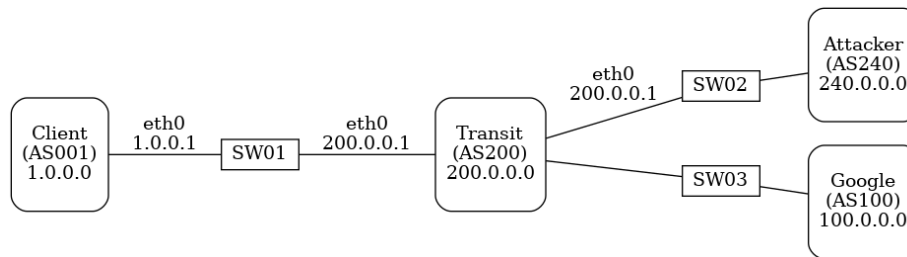 Client
(AS001)
1.0.0.0
eth0
1.0.0.1
SW01
eth0
200.0.0.1
Transit
(AS200)
200.0.0.0
eth0
200.0.0.1
SW02
Attacker
(AS240)
240.0.0.0
SW03
Google
(AS100)
100.0.0.0